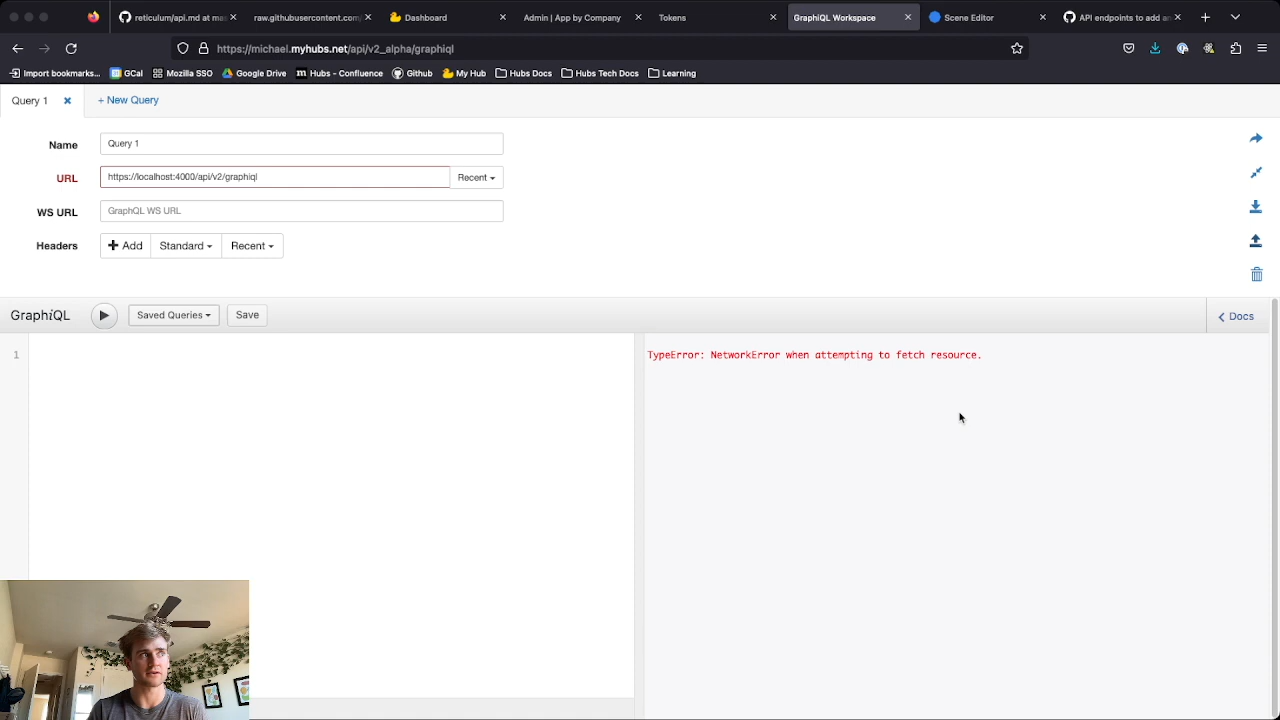 reticulum/api.md at ma
raw.githubusercontent.com/
Dashboard
Admin | App by Company
Tokens
GraphiQL Workspace
Scene Editor
API endpoints to add an
https://michael.myhubs.net/api/v2_alpha/graphiql
Import bookmarks...
GCal
Mozilla SSO
Google Drive
m Hubs - Confluence
Github
My Hub
Hubs Docs
Hubs Tech Docs
Learning
Query 1
+ New Query
Name
Query 1
URL
https://localhost:4000/api/v2/graphiql
Recent
WS URL
GraphQL WS URL
Headers
Add
Standard
Recent
GraphiQL
Saved Queries
Save
Docs
1
TypeError: NetworkError when attempting to fetch resource.